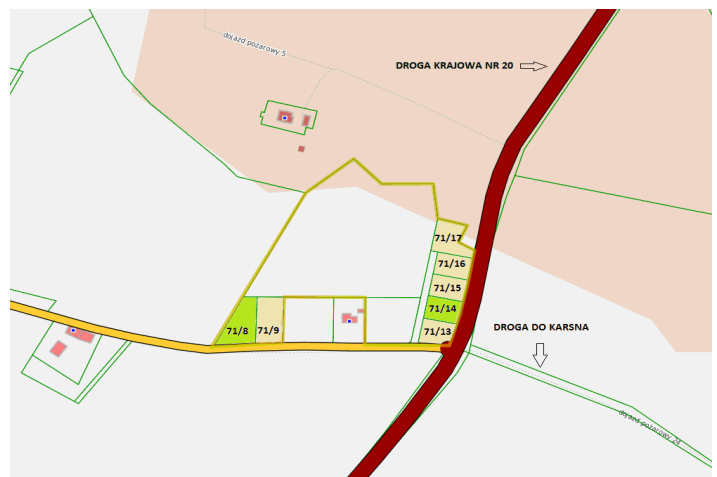 dojazd pożarowy 5
DROGA KRAJOWA NR 20
71/17
71/16
71/15
71/14
71/13
71/8
71/9
DROGA DO KARSNA
dojazd pożarowy 24